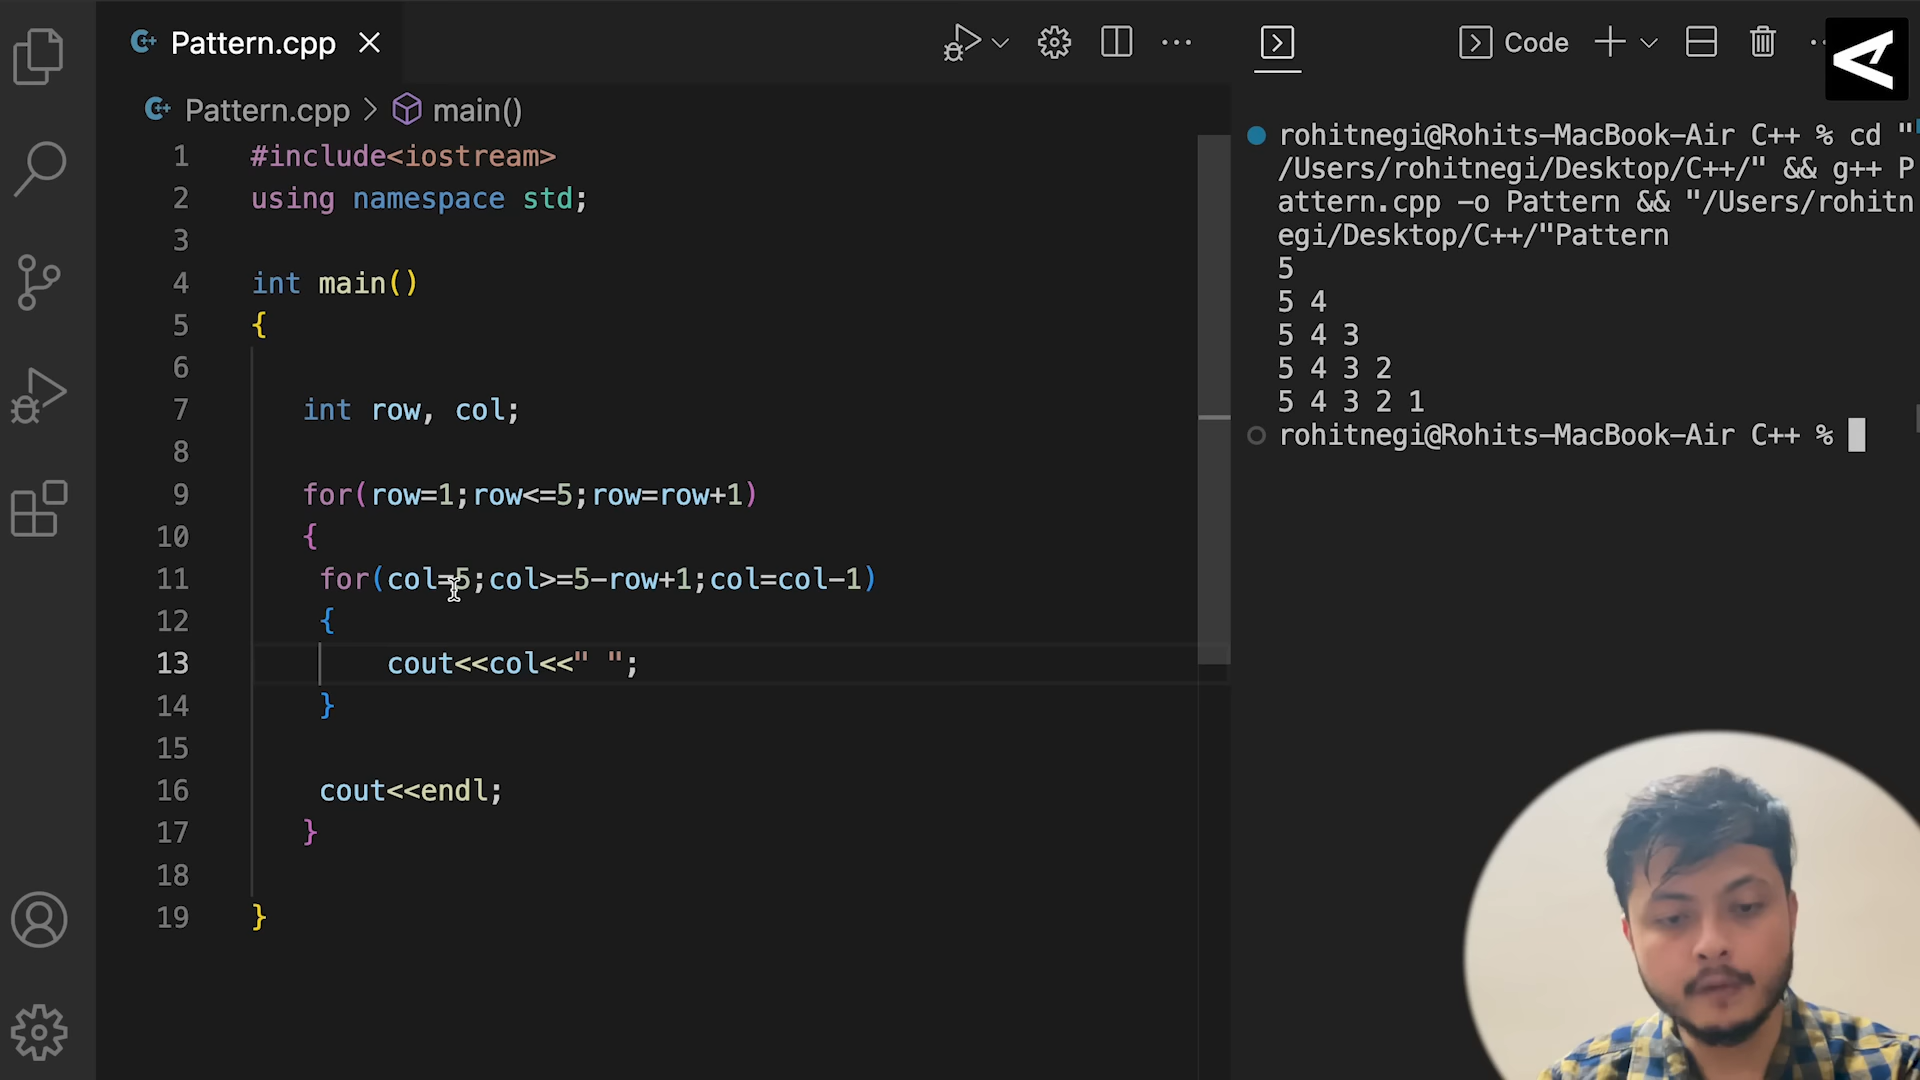 Pattern.cpp
Code
Pattern.cpp > main()
1 #include<iostream>
2 using namespace std;
3
4 int main()
5 {
6
7 int row, col;
8
9 for(row=1;row<=5;row=row+1)
10 {
11 for(col=5;col>=5-row+1;col=col-1)
12 {
13 cout<<col<<" ";
14 }
15
16 cout<<endl;
17 }
18
19 }
rohitnegi@Rohits-MacBook-Air C++ % cd "
/Users/rohitnegi/Desktop/C++/" && g++ P
attern.cpp -o Pattern && "/Users/rohitn
egi/Desktop/C++/"Pattern
5
5 4
5 4 3
5 4 3 2
5 4 3 2 1
rohitnegi@Rohits-MacBook-Air C++ %